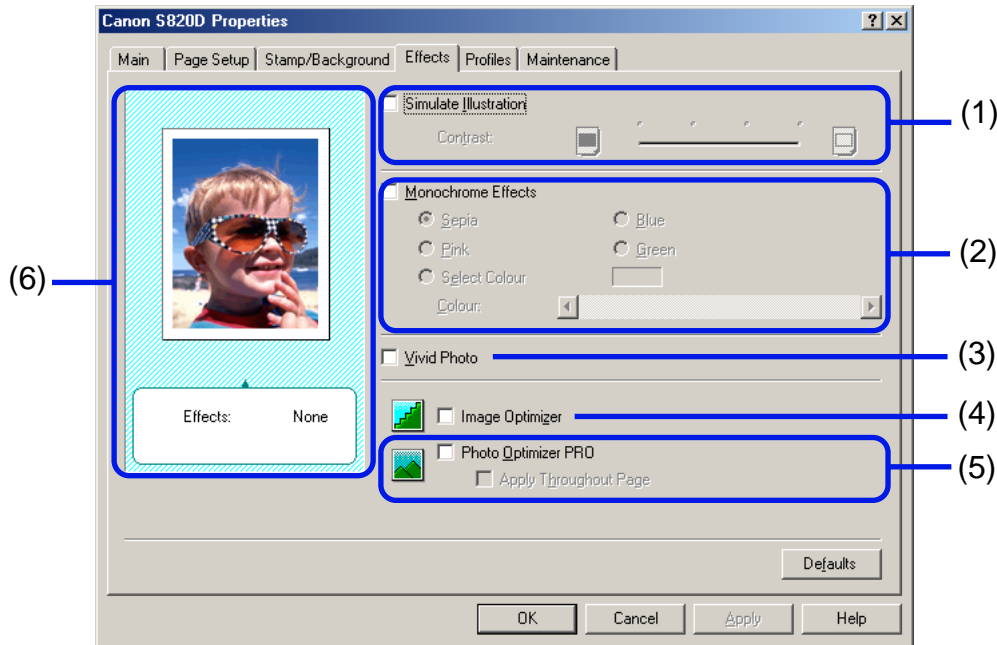 Canon S820D Properties
Main Page Setup Stamp/Background Effects Profiles Maintenance
Simulate Illustration
(1)
Contrast:
Monochrome Effects
Sepia Blue
Pink Green
(2)
Select Colour
(6)
Colour:
Vivid Photo
(3)
Effects: None
Image Optimizer
(4)
Photo Optimizer PRO
(5)
Apply Throughout Page
Defaults
OK Cancel Apply Help